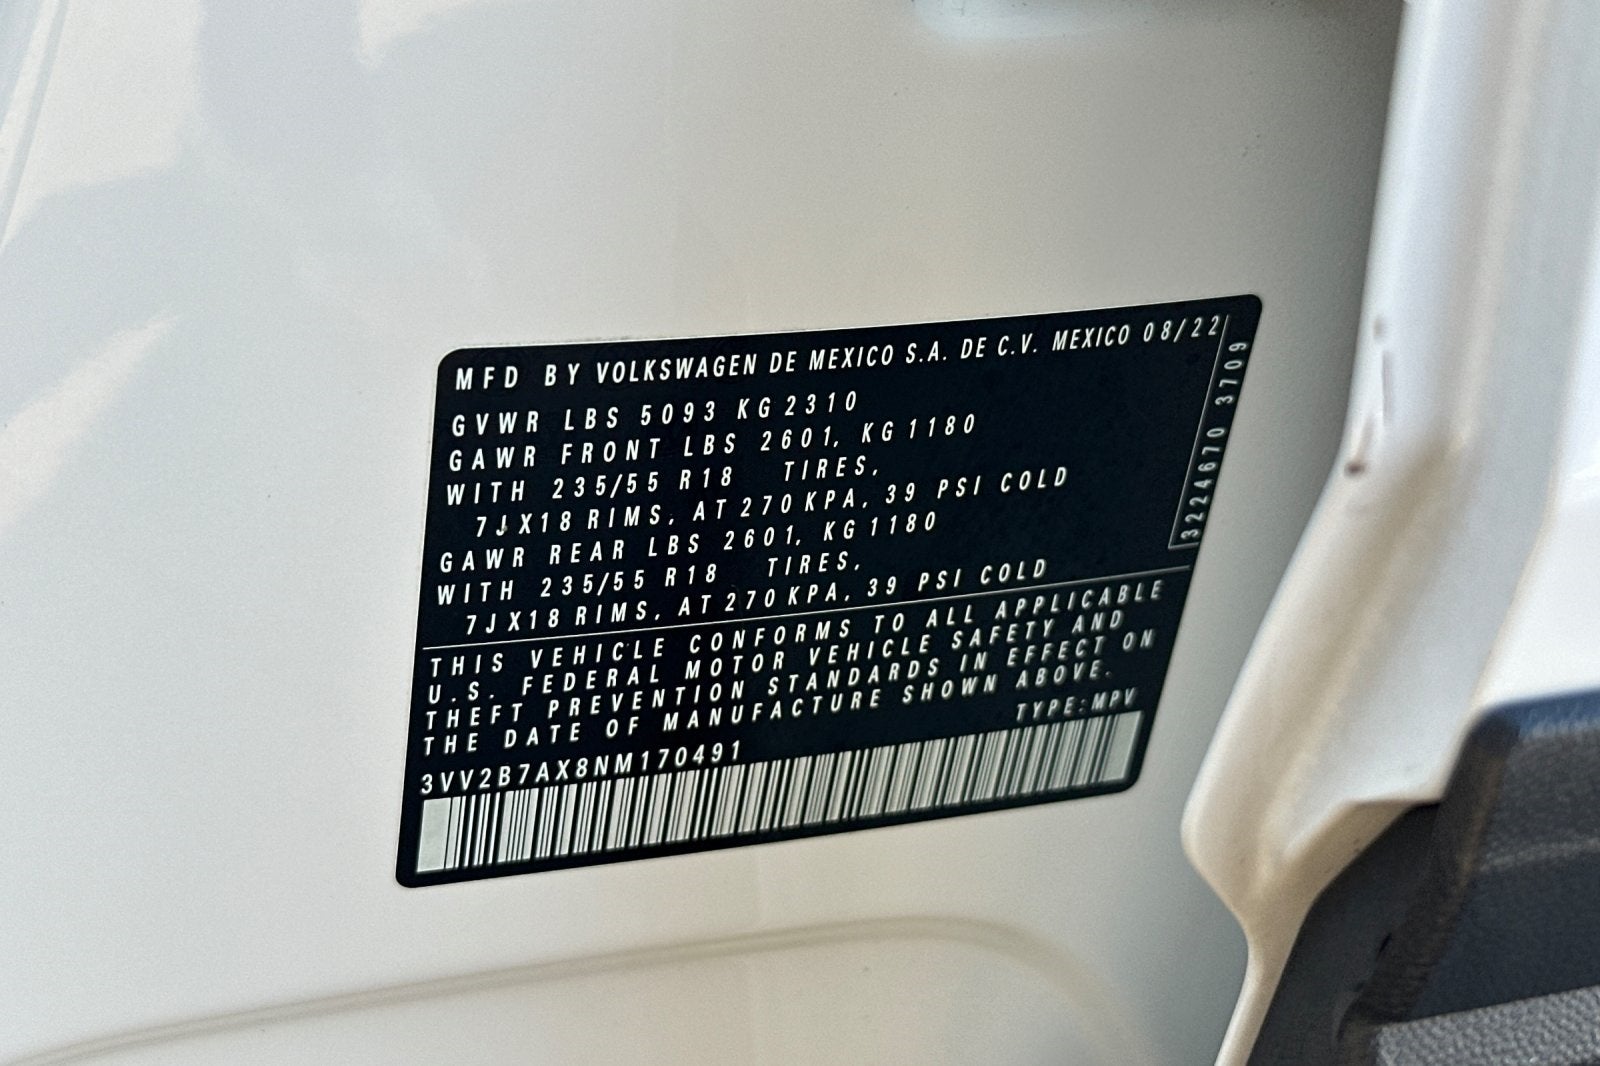 MFD BY VOLKSWAGEN DE MEXICO S.A. DE C.V. MEXICO 08/22
GVWR LBS 5093 KG 2310
GAWR FRONT LBS 2601, KG 1180
WITH 235/55 R18 TIRES,
7JX18 RIMS, AT 270KPA, 39 PSI COLD
GAWR REAR LBS 2601, KG 1180
WITH 235/55 R18 TIRES,
7JX18 RIMS, AT 270KPA, 39 PSI COLD
3224670 3709
THIS VEHICLE CONFORMS TO ALL APPLICABLE
U.S. FEDERAL MOTOR VEHICLE SAFETY AND
THEFT PREVENTION STANDARDS IN EFFECT ON
THE DATE OF MANUFACTURE SHOWN ABOVE.
TYPE:MPV
3VV2B7AX8NM170491